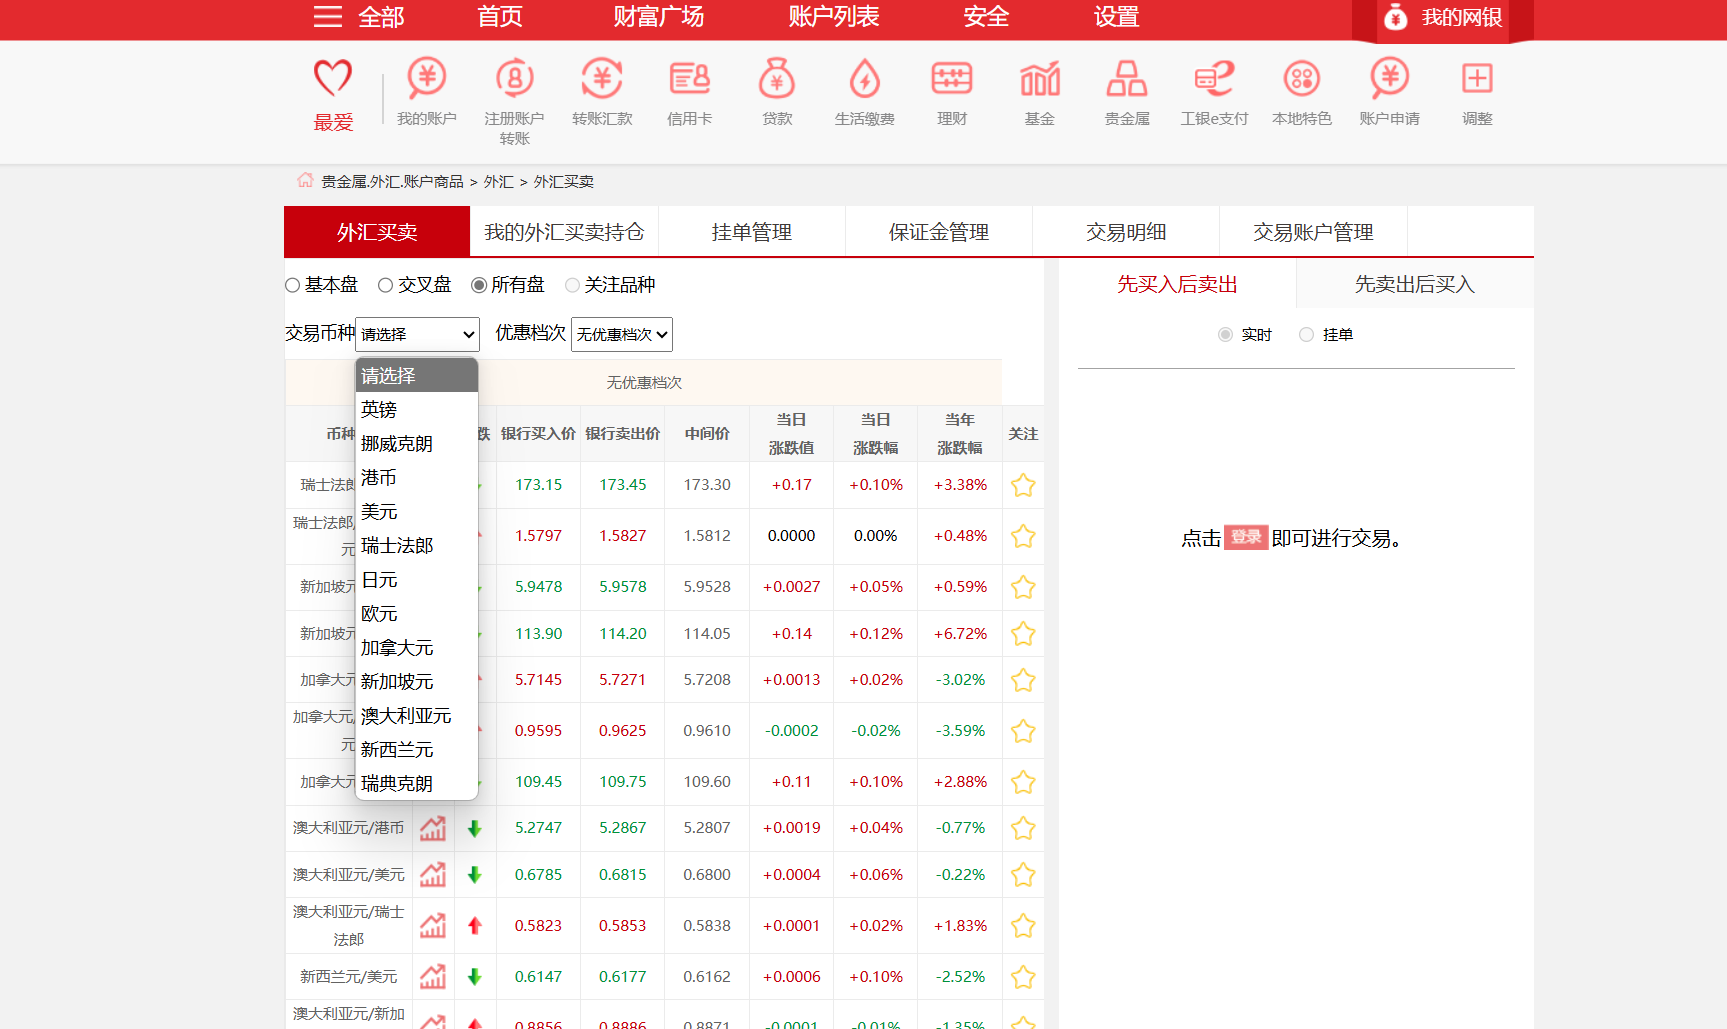 全部 首页 财富广场 账户列表 安全 设置 我的网银
最爱 我的账户 注册账户 转账 转账汇款 信用卡 贷款 生活缴费 理财 基金 贵金属 工银e支付 本地特色 账户申请 调整
贵金属.外汇.账户商品 > 外汇 > 外汇买卖
外汇买卖 我的外汇买卖持仓 挂单管理 保证金管理 交易明细 交易账户管理
基本盘 交叉盘 所有盘 关注品种
交易币种 请选择 优惠档次 无优惠档次
请选择
英镑
挪威克朗
港币
美元
瑞士法郎
日元
欧元
加拿大元
新加坡元
澳大利亚元
新西兰元
瑞典克朗
无优惠档次
币种 跌 银行买入价 银行卖出价 中间价 当日 涨跌值 当日 涨跌幅 当年 涨跌幅 关注
瑞士法郎 173.15 173.45 173.30 +0.17 +0.10% +3.38%
瑞士法郎/ 元 1.5797 1.5827 1.5812 0.0000 0.00% +0.48%
新加坡元 5.9478 5.9578 5.9528 +0.0027 +0.05% +0.59%
新加坡元 113.90 114.20 114.05 +0.14 +0.12% +6.72%
加拿大元 5.7145 5.7271 5.7208 +0.0013 +0.02% -3.02%
加拿大元/ 元 0.9595 0.9625 0.9610 -0.0002 -0.02% -3.59%
加拿大元 109.45 109.75 109.60 +0.11 +0.10% +2.88%
澳大利亚元/港币 5.2747 5.2867 5.2807 +0.0019 +0.04% -0.77%
澳大利亚元/美元 0.6785 0.6815 0.6800 +0.0004 +0.06% -0.22%
澳大利亚元/瑞士
法郎 0.5823 0.5853 0.5838 +0.0001 +0.02% +1.83%
新西兰元/美元 0.6147 0.6177 0.6162 +0.0006 +0.10% -2.52%
澳大利亚元/新加
0.8856 0.8886 0.8871 -0.0001 -0.01% -1.35%
先买入后卖出 先卖出后买入
实时 挂单
点击 登录 即可进行交易。